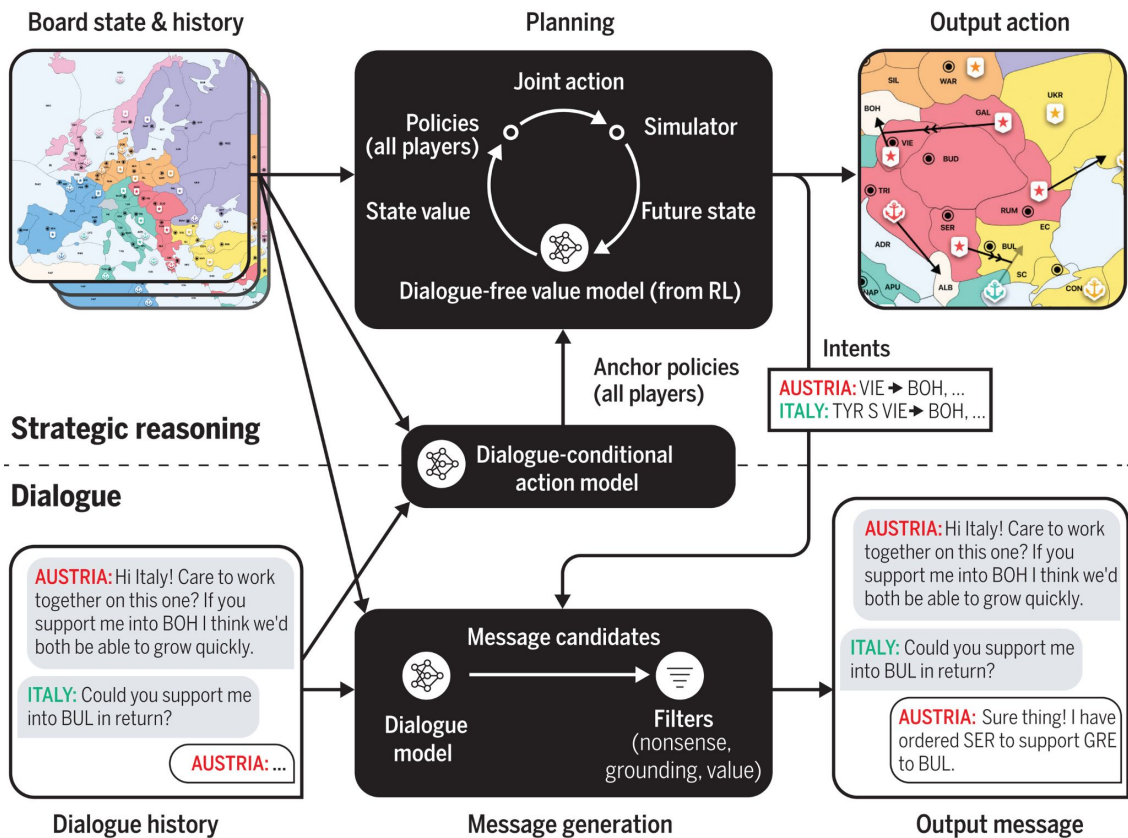 Board state & history
Planning
Output action
Joint action
Policies
(all players)
Simulator
State value
Future state
Dialogue-free value model (from RL)
SIL
WAR
UKR
BOH
GAL
VIE
BUD
TRI
RUM
SER
EC
ADR
BUL
SC
NAP
APU
ALB
CON
Anchor policies
(all players)
Intents
AUSTRIA: VIE → BOH, ...
ITALY: TYR S VIE → BOH, ...
Strategic reasoning
Dialogue-conditional
action model
Dialogue
AUSTRIA: Hi Italy! Care to work
together on this one? If you
support me into BOH I think we'd
both be able to grow quickly.
ITALY: Could you support me
into BUL in return?
AUSTRIA: ...
Dialogue history
Message candidates
Dialogue
model
Filters
(nonsense,
grounding, value)
Message generation
AUSTRIA: Hi Italy! Care to work
together on this one? If you
support me into BOH I think we'd
both be able to grow quickly.
ITALY: Could you support me
into BUL in return?
AUSTRIA: Sure thing! I have
ordered SER to support GRE
to BUL.
Output message